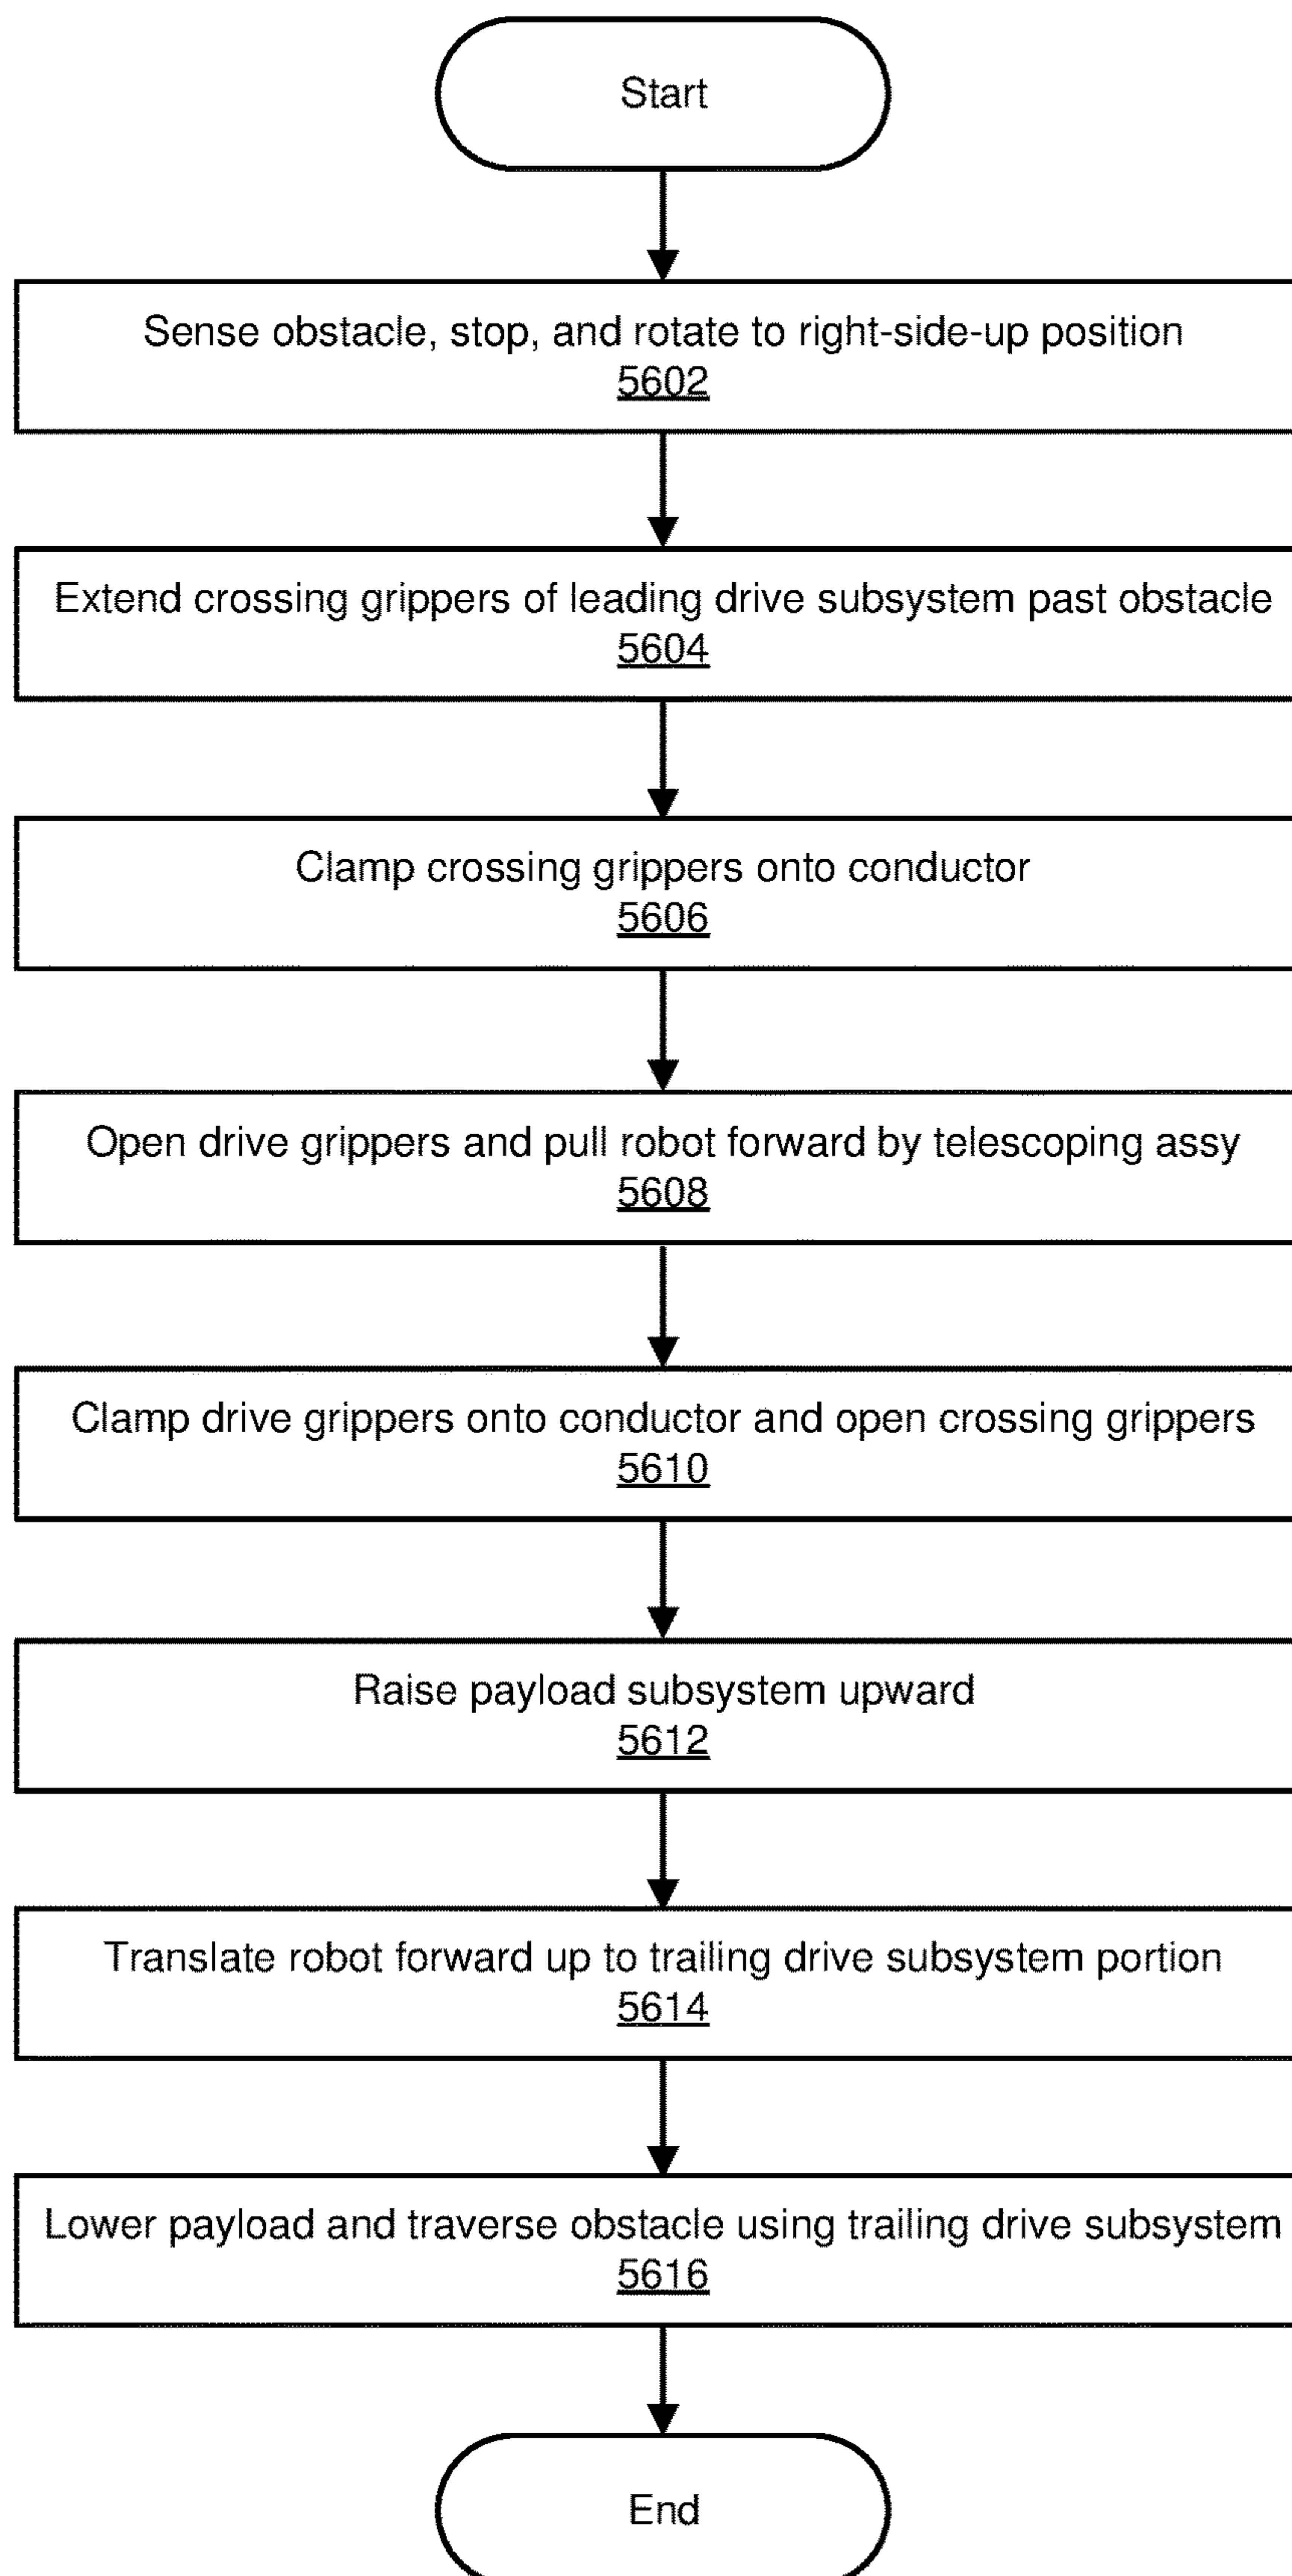 Start
Sense obstacle, stop, and rotate to right-side-up position
5602
Extend crossing grippers of leading drive subsystem past obstacle
5604
Clamp crossing grippers onto conductor
5606
Open drive grippers and pull robot forward by telescoping assy
5608
Clamp drive grippers onto conductor and open crossing grippers
5610
Raise payload subsystem upward
5612
Translate robot forward up to trailing drive subsystem portion
5614
Lower payload and traverse obstacle using trailing drive subsystem
5616
End